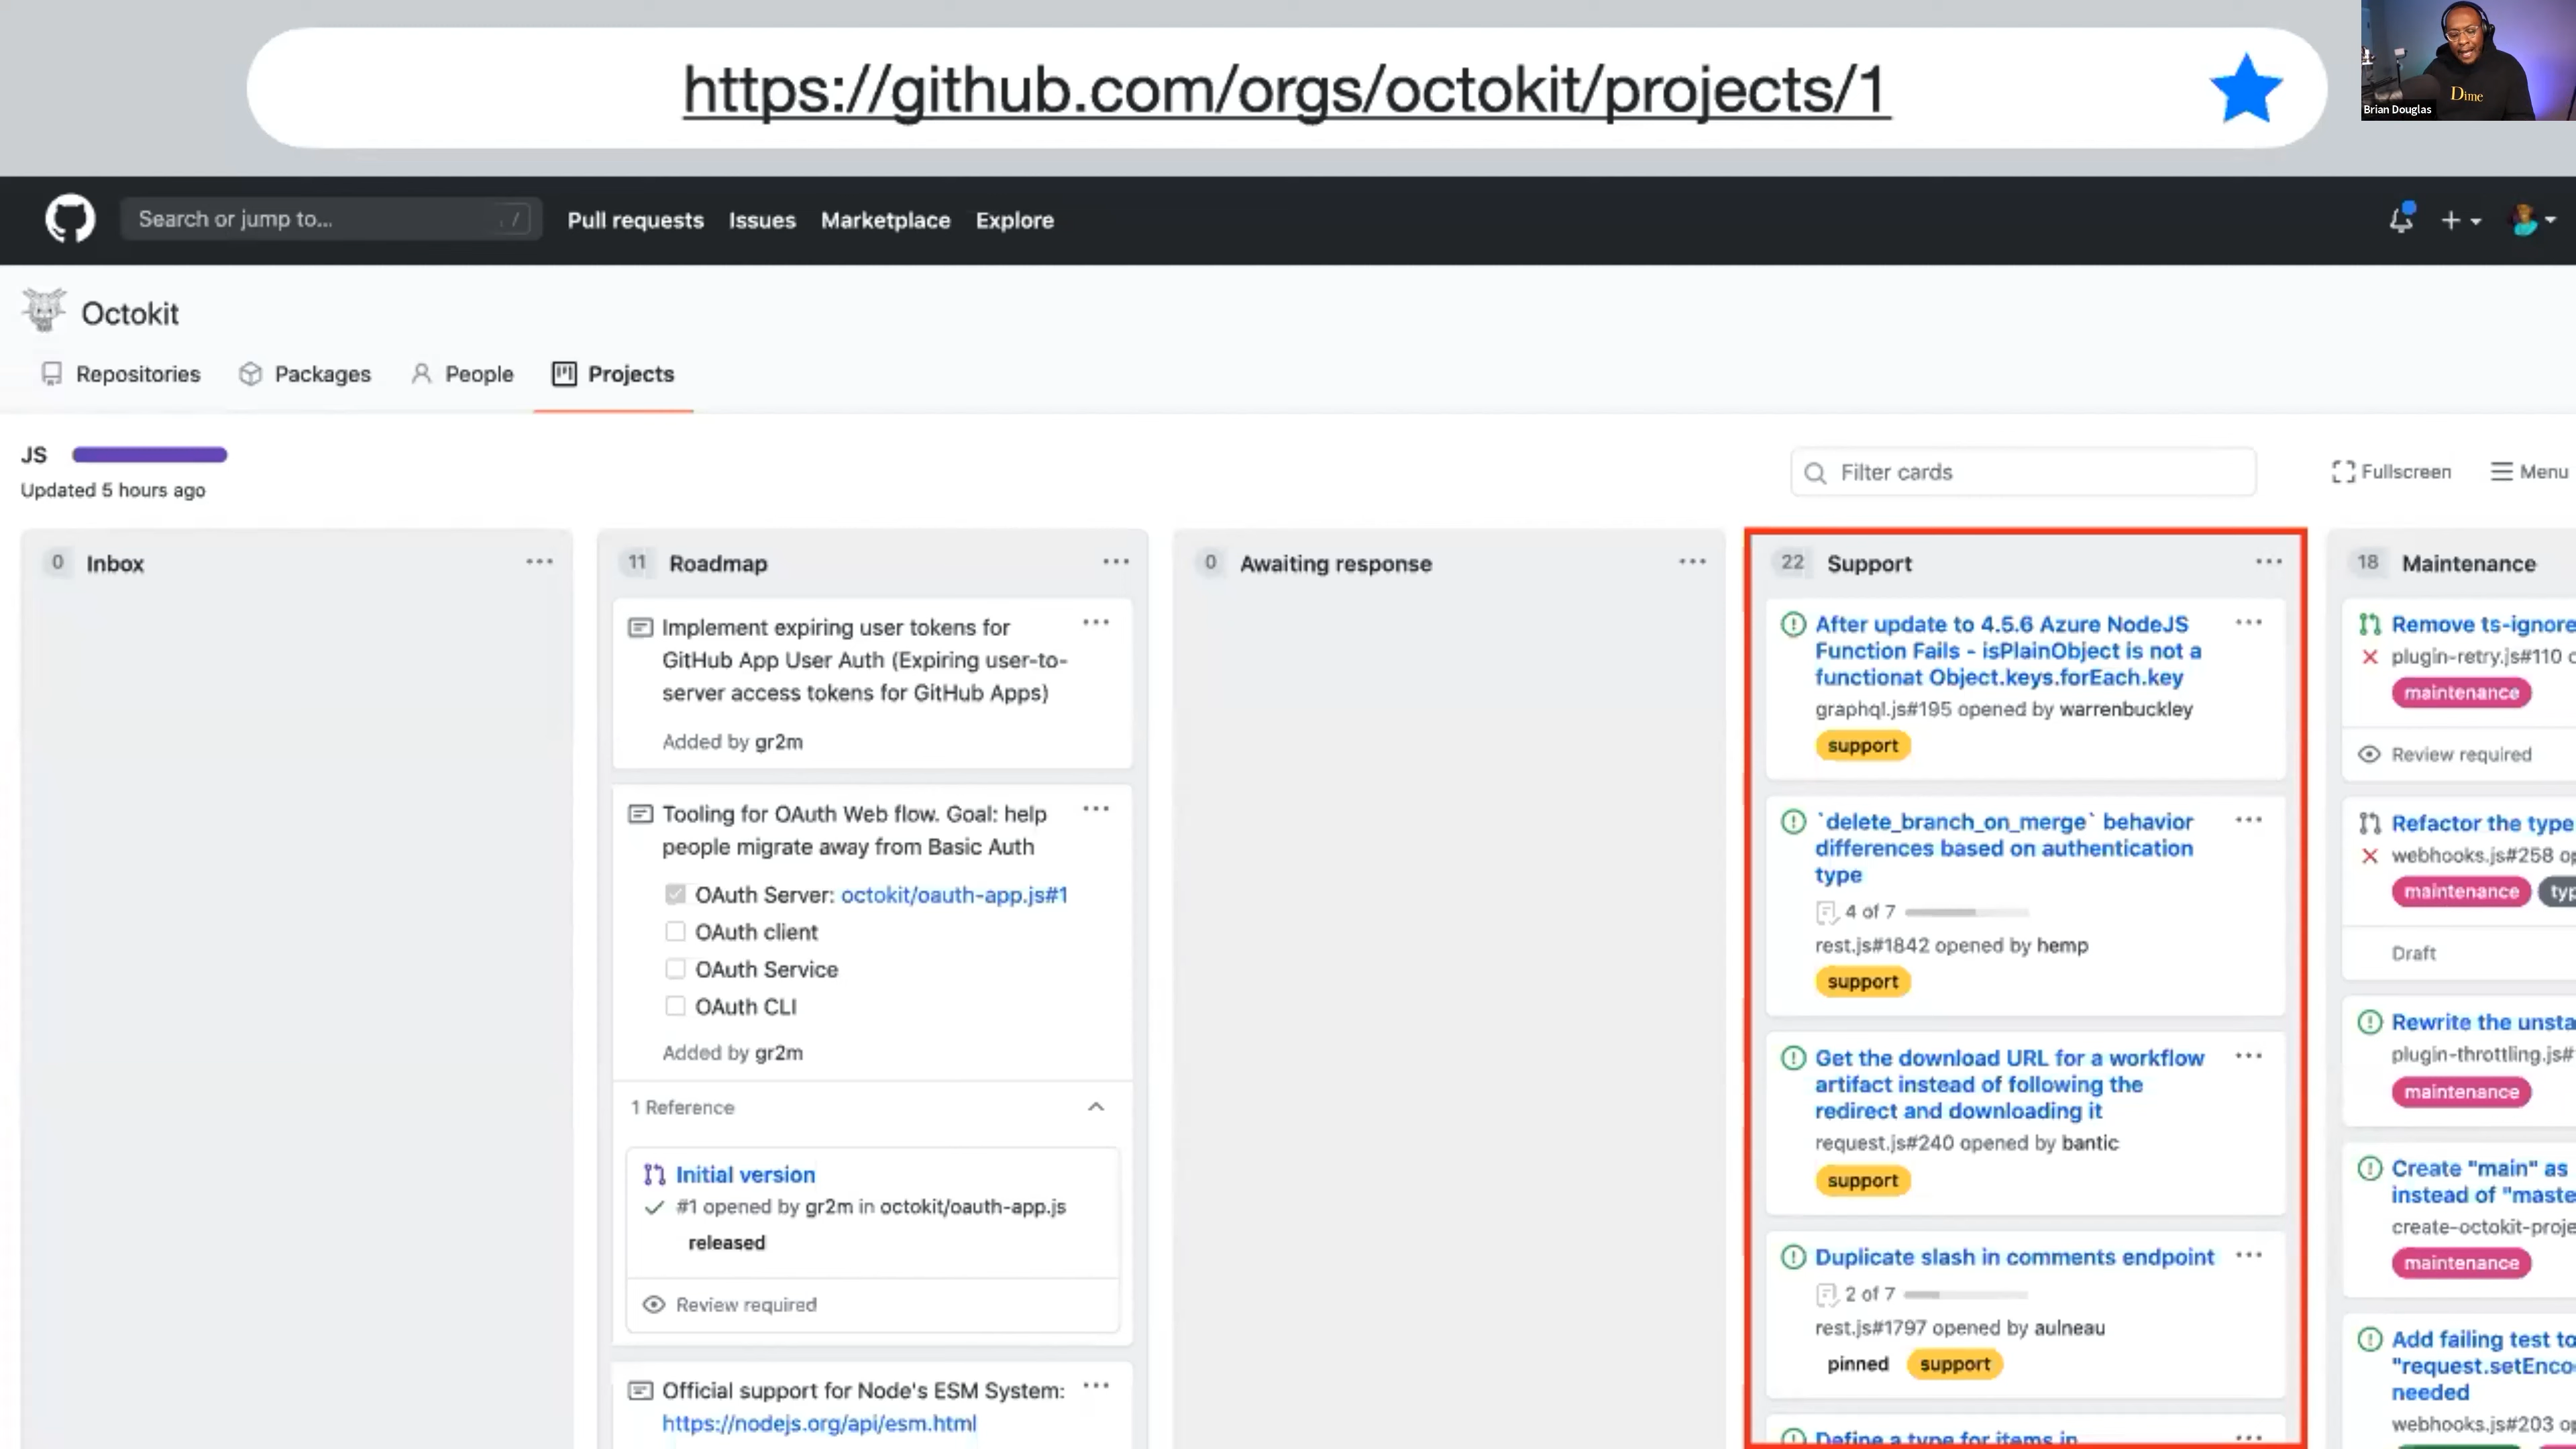 https://github.com/orgs/octokit/projects/1
Dime
Brian Douglas
Search or jump to...
/
Pull requests
Issues
Marketplace
Explore
Octokit
Repositories
Packages
People
Projects
JS
Updated 5 hours ago
Filter cards
Fullscreen
Menu
0 Inbox
11 Roadmap
Implement expiring user tokens for
GitHub App User Auth (Expiring user-to-
server access tokens for GitHub Apps)
Added by gr2m
Tooling for OAuth Web flow. Goal: help
people migrate away from Basic Auth
OAuth Server: octokit/oauth-app.js#1
OAuth client
OAuth Service
OAuth CLI
Added by gr2m
1 Reference
Initial version
#1 opened by gr2m in octokit/oauth-app.js
released
Review required
Official support for Node's ESM System:
https://nodejs.org/api/esm.html
0 Awaiting response
22 Support
After update to 4.5.6 Azure NodeJS
Function Fails - isPlainObject is not a
functionat Object.keys.forEach.key
graphql.js#195 opened by warrenbuckley
support
`delete_branch_on_merge` behavior
differences based on authentication
type
4 of 7
rest.js#1842 opened by hemp
support
Get the download URL for a workflow
artifact instead of following the
redirect and downloading it
request.js#240 opened by bantic
support
Duplicate slash in comments endpoint
2 of 7
rest.js#1797 opened by aulneau
pinned support
Define a type for items in
18 Maintenance
Remove ts-ignore
plugin-retry.js#110
maintenance
Review required
Refactor the type
webhooks.js#258 op
maintenance typ
Draft
Rewrite the unsta
plugin-throttling.js#
maintenance
Create "main" as
instead of "maste
create-octokit-proje
maintenance
Add failing test to
"request.setEnco
needed
webhooks.js#203 op